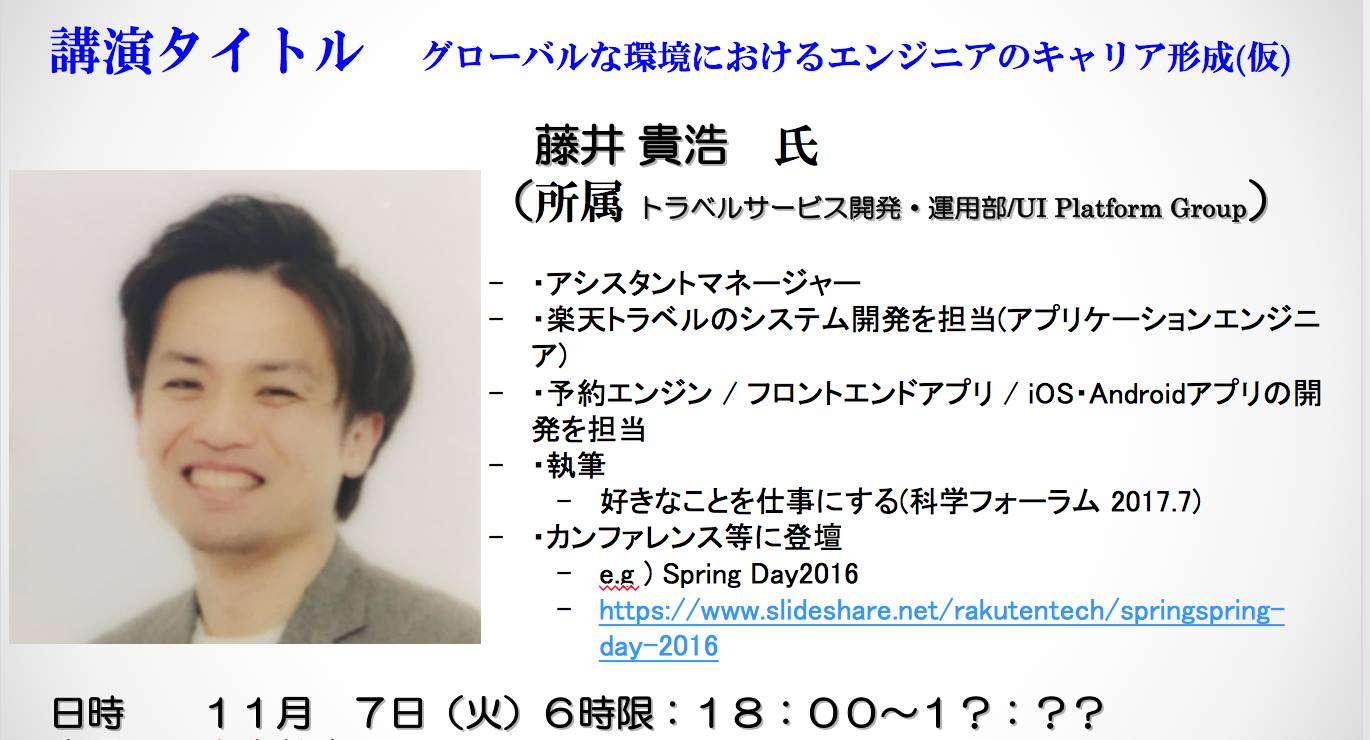 講演タイトル グローバルな環境におけるエンジニアのキャリア形成(仮)
藤井 貴浩 氏
（所属 トラベルサービス開発・運用部/UI Platform Group）
- ・アシスタントマネージャー
- ・楽天トラベルのシステム開発を担当(アプリケーションエンジニ
ア)
- ・予約エンジン / フロントエンドアプリ / iOS・Androidアプリの開
発を担当
- ・執筆
- 好きなことを仕事にする(科学フォーラム 2017.7)
- ・カンファレンス等に登壇
- e.g ) Spring Day2016
- https://www.slideshare.net/rakutentech/springspring-
day-2016
日時 １１月 ７日（火）６時限：１８：００～１？：？？